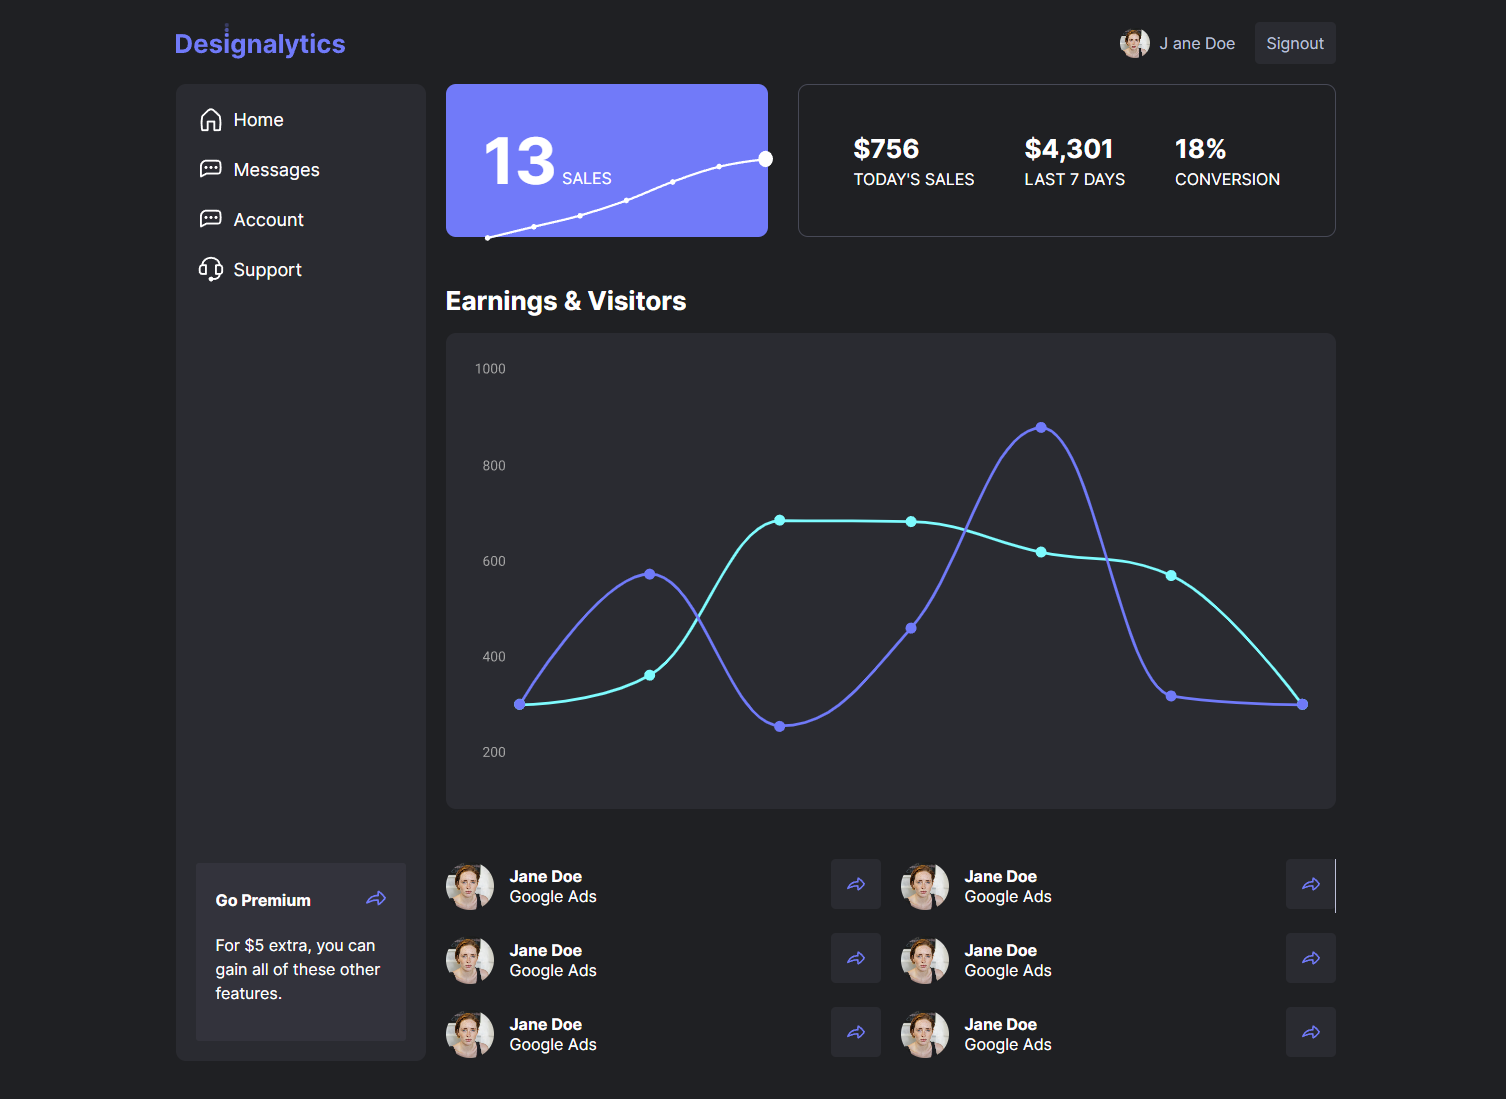 Designalytics
J ane Doe
Signout
Home
Messages
Account
Support
13 SALES
$756
TODAY'S SALES
$4,301
LAST 7 DAYS
18%
CONVERSION
Earnings & Visitors
1000
800
600
400
200
Go Premium
For $5 extra, you can
gain all of these other
features.
Jane Doe
Google Ads
Jane Doe
Google Ads
Jane Doe
Google Ads
Jane Doe
Google Ads
Jane Doe
Google Ads
Jane Doe
Google Ads